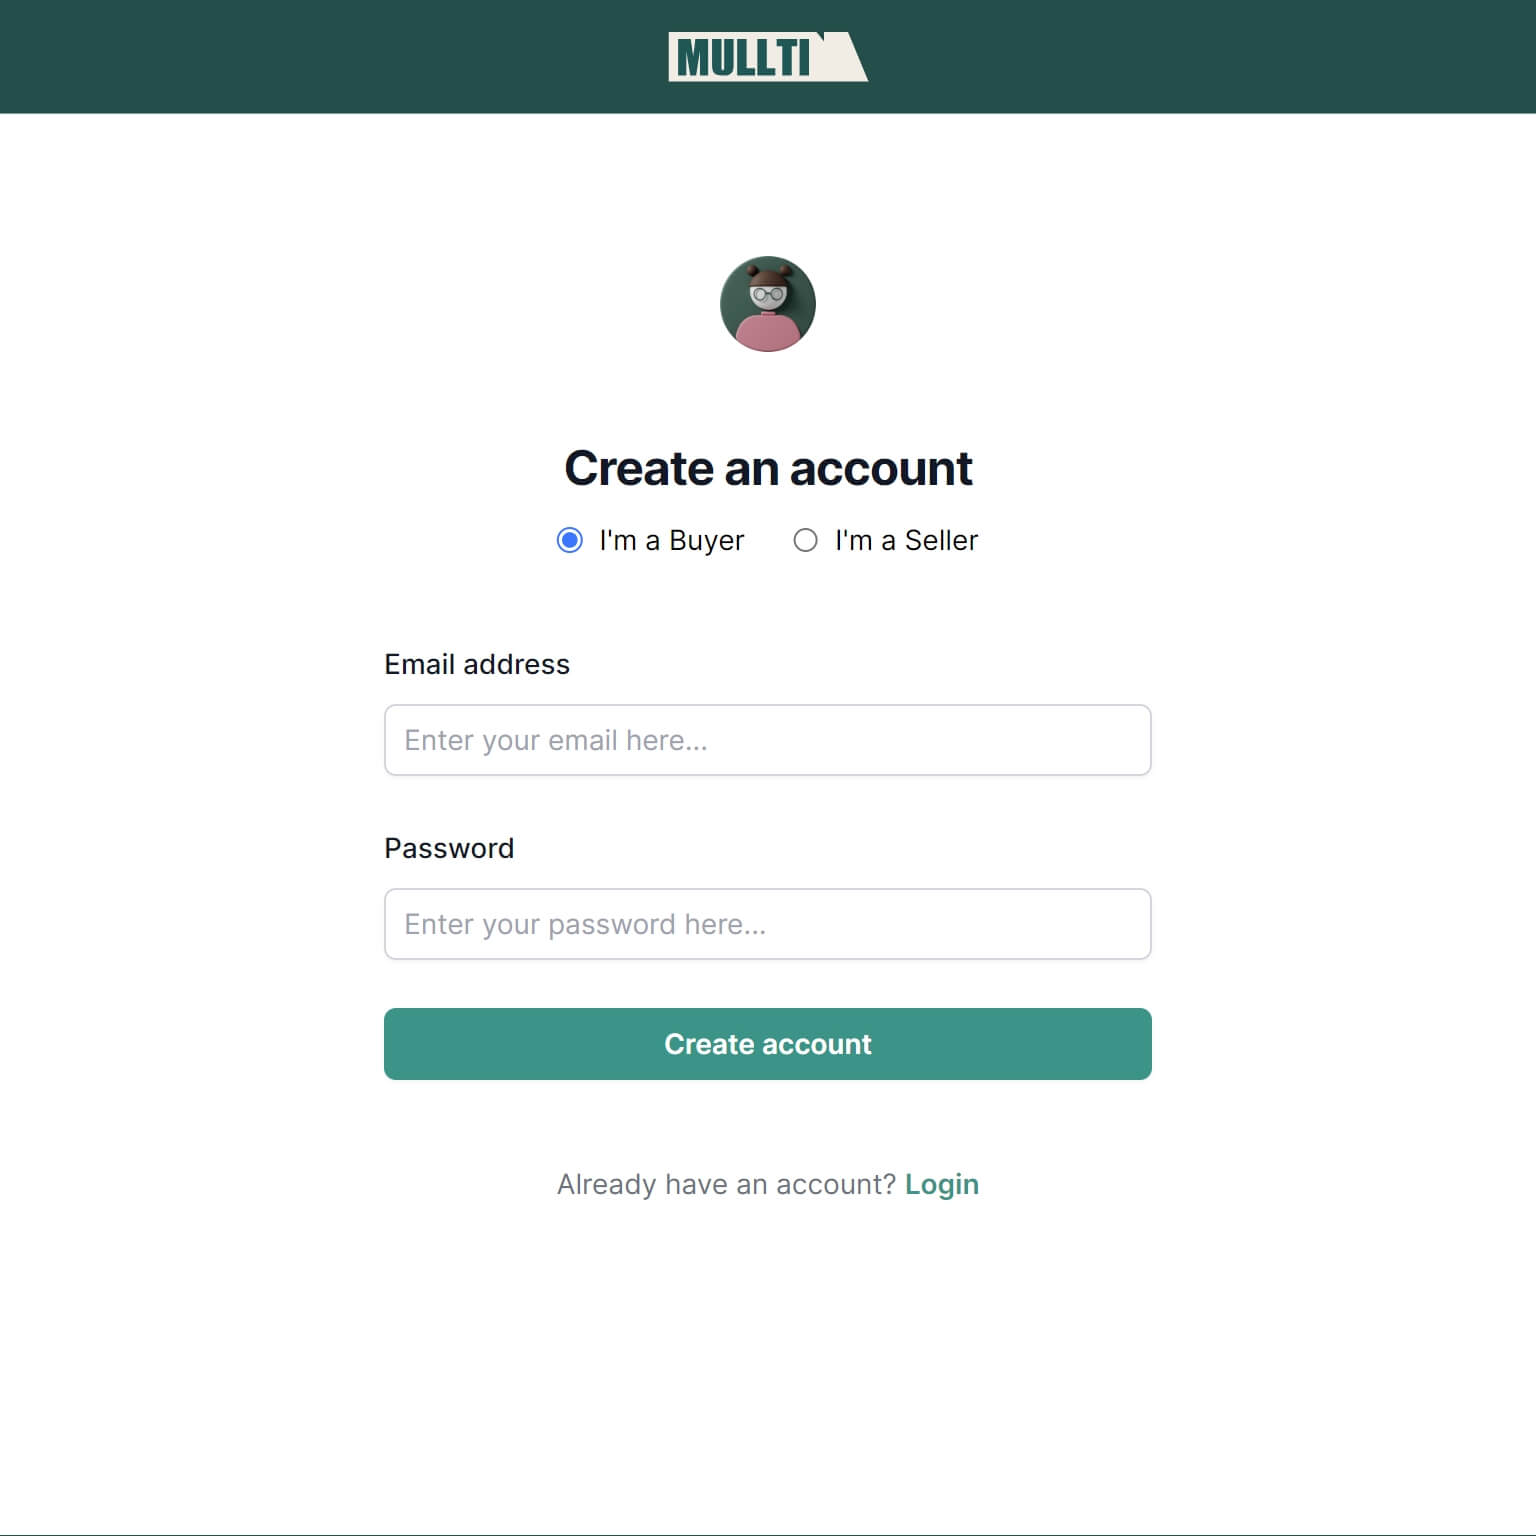 MULLTI
Create an account
I'm a Buyer I'm a Seller
Email address
Enter your email here...
Password
Enter your password here...
Create account
Already have an account? Login